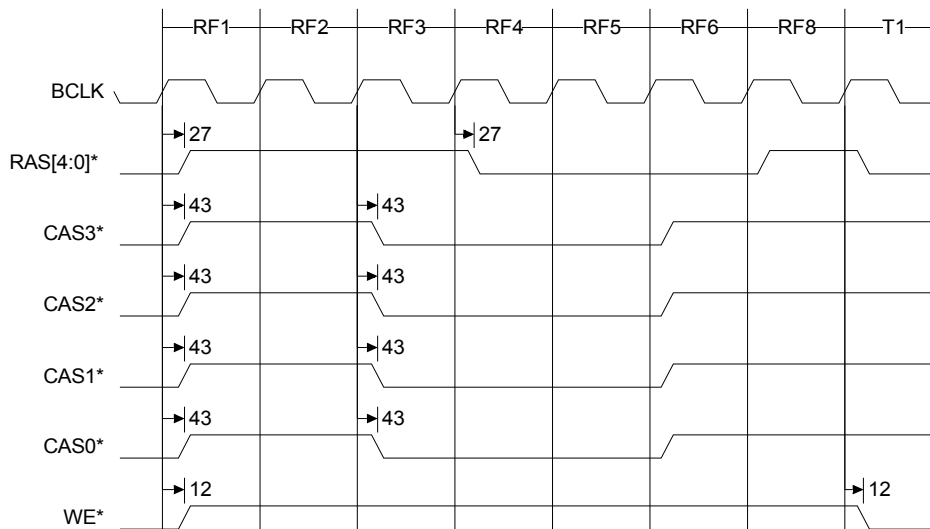 RF1 RF2 RF3 RF4 RF5 RF6 RF8 T1
BCLK
27 27
RAS[4:0]*
43 43
CAS3*
43 43
CAS2*
43 43
CAS1*
43 43
CAS0*
12 12
WE*